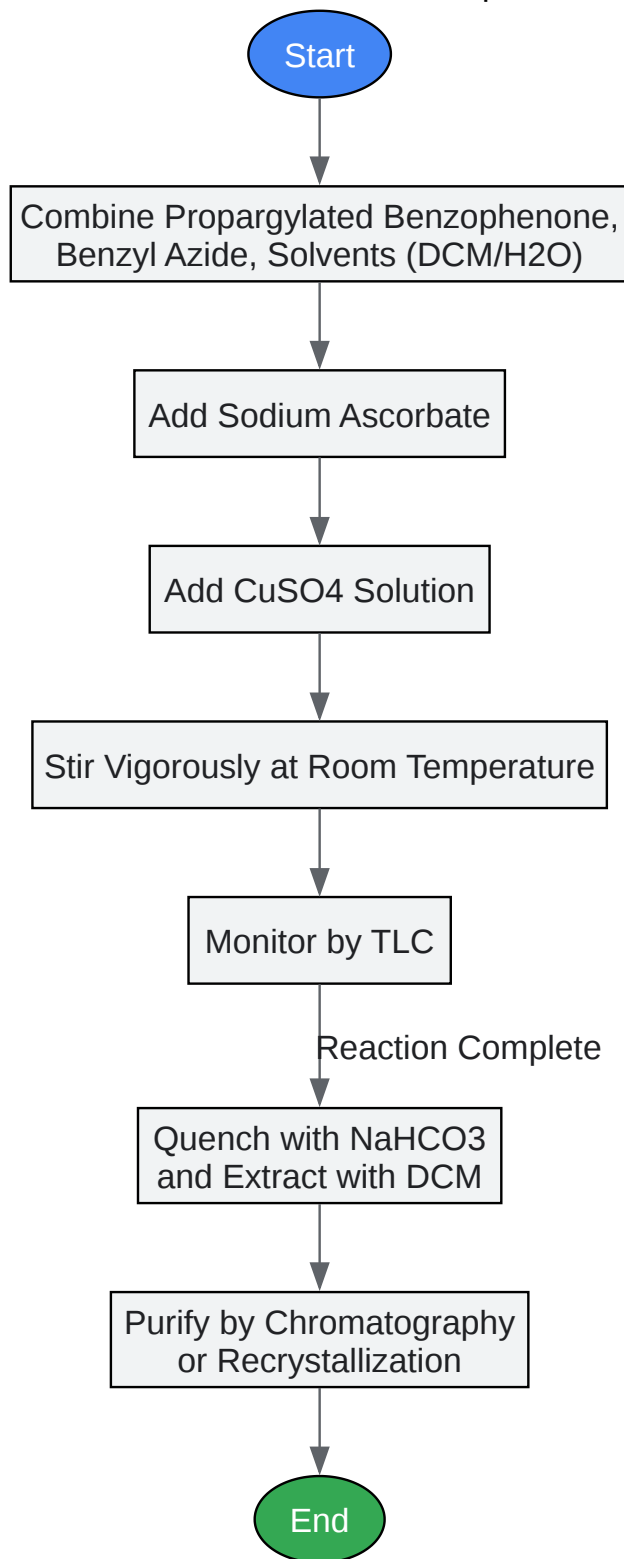 Start
Combine Propargylated Benzophenone,
Benzyl Azide, Solvents (DCM/H2O)
Add Sodium Ascorbate
Add CuSO4 Solution
Stir Vigorously at Room Temperature
Monitor by TLC
Reaction Complete
Quench with NaHCO3
and Extract with DCM
Purify by Chromatography
or Recrystallization
End